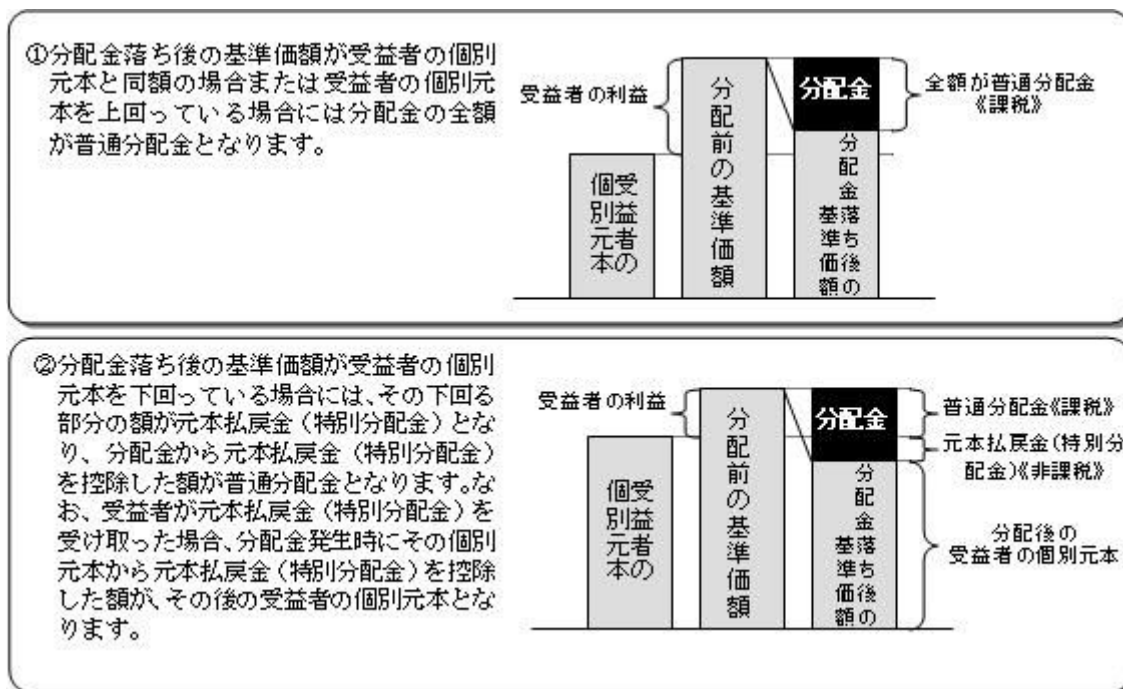 ①分配金落ち後の基準価額が受益者の個別
元本と同額の場合または受益者の個別元
本を上回っている場合には分配金の全額
が普通分配金となります。
受益者の利益
受益者の
個別元本
分配前の基準価額
分配金
分配金落ち後の
基準価額
全額が普通分配金
《課税》
②分配金落ち後の基準価額が受益者の個別
元本を下回っている場合には、その下回る
部分の額が元本払戻金(特別分配金)とな
り、分配金から元本払戻金(特別分配金)
を控除した額が普通分配金となります。な
お、受益者が元本払戻金(特別分配金)を
受け取った場合、分配金発生時にその個別
元本から元本払戻金(特別分配金)を控除
した額が、その後の受益者の個別元本とな
ります。
受益者の利益
受益者の
個別元本
分配前の基準価額
分配金
分配金落ち後の
基準価額
普通分配金《課税》
元本払戻金(特別分
配金)《非課税》
分配後の
受益者の個別元本